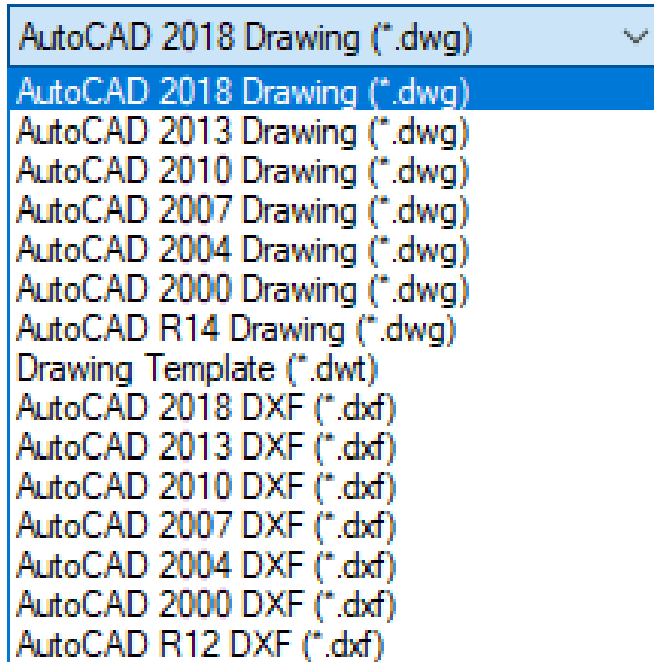 AutoCAD 2018 Drawing (*.dwg)
AutoCAD 2018 Drawing (*.dwg)
AutoCAD 2013 Drawing (*.dwg)
AutoCAD 2010 Drawing (*.dwg)
AutoCAD 2007 Drawing (*.dwg)
AutoCAD 2004 Drawing (*.dwg)
AutoCAD 2000 Drawing (*.dwg)
AutoCAD R14 Drawing (*.dwg)
Drawing Template (*.dwt)
AutoCAD 2018 DXF (*.dxf)
AutoCAD 2013 DXF (*.dxf)
AutoCAD 2010 DXF (*.dxf)
AutoCAD 2007 DXF (*.dxf)
AutoCAD 2004 DXF (*.dxf)
AutoCAD 2000 DXF (*.dxf)
AutoCAD R12 DXF (*.dxf)